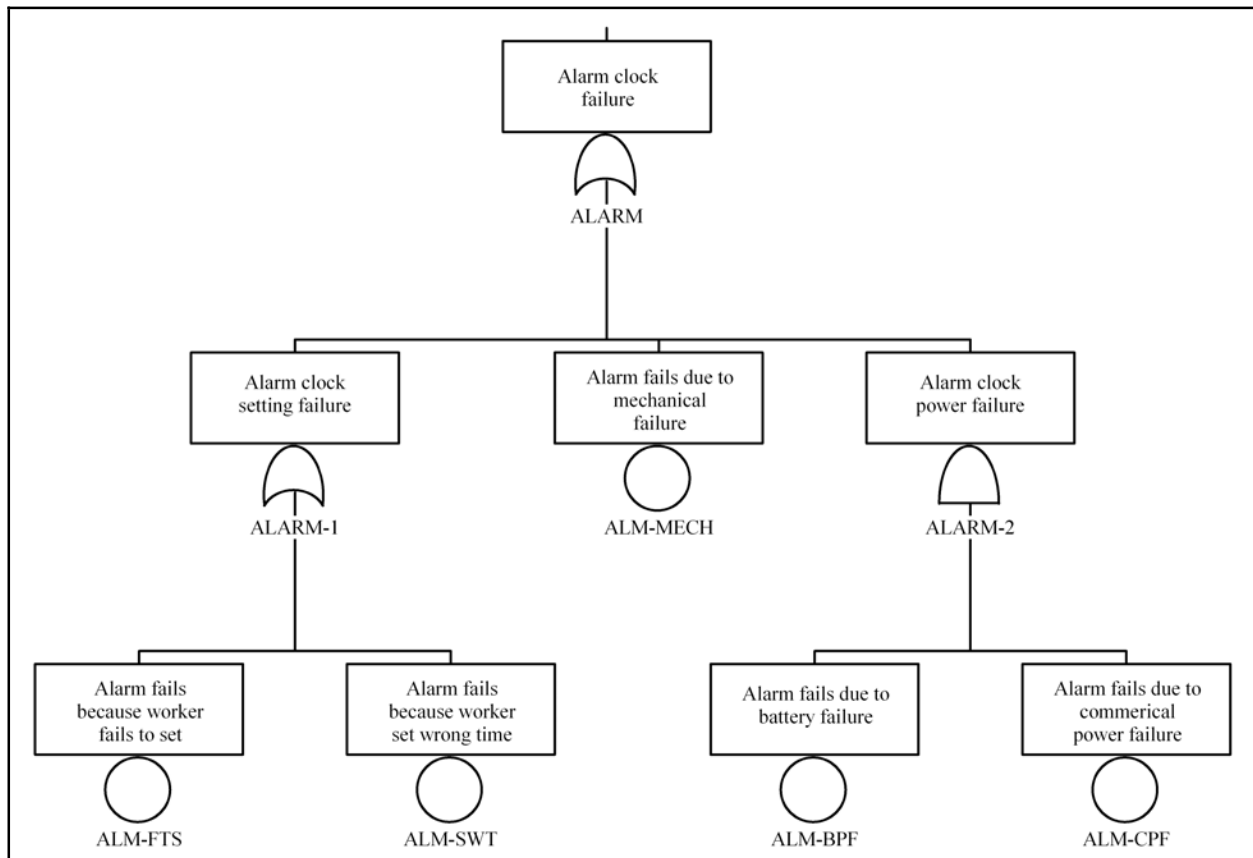 Alarm clock
failure
ALARM
Alarm clock
setting failure
Alarm fails due to
mechanical
failure
Alarm clock
power failure
ALARM-1
ALM-MECH
ALARM-2
Alarm fails
because worker
fails to set
Alarm fails
because worker
set wrong time
Alarm fails due to
battery failure
Alarm fails due to
commerical
power failure
ALM-FTS
ALM-SWT
ALM-BPF
ALM-CPF